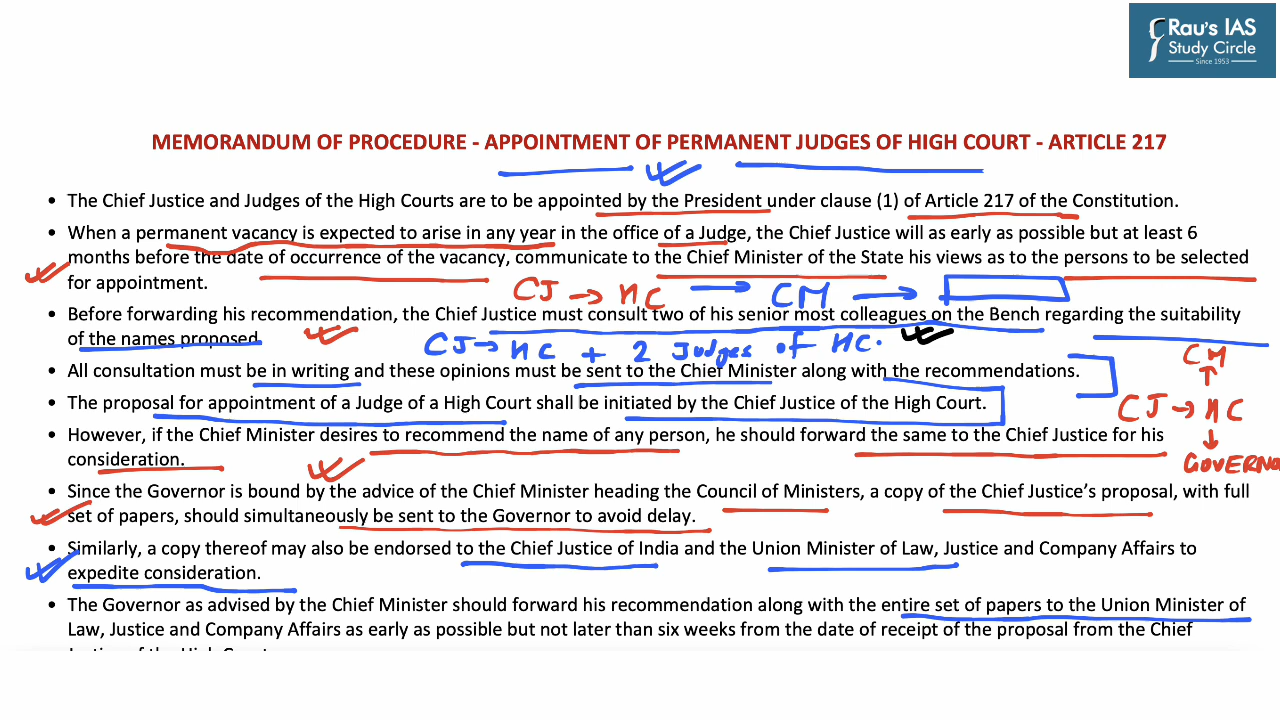 Rau's IAS
Study Circle
Since 1953
MEMORANDUM OF PROCEDURE - APPOINTMENT OF PERMANENT JUDGES OF HIGH COURT - ARTICLE 217
• The Chief Justice and Judges of the High Courts are to be appointed by the President under clause (1) of Article 217 of the Constitution.
• When a permanent vacancy is expected to arise in any year in the office of a Judge, the Chief Justice will as early as possible but at least 6
months before the date of occurrence of the vacancy, communicate to the Chief Minister of the State his views as to the persons to be selected
for appointment.
CJ → HC → CM →
• Before forwarding his recommendation, the Chief Justice must consult two of his senior most colleagues on the Bench regarding the suitability
of the names proposed.
CJ → HC + 2 Judges of HC.
CM
↑
• All consultation must be in writing and these opinions must be sent to the Chief Minister along with the recommendations.
• The proposal for appointment of a Judge of a High Court shall be initiated by the Chief Justice of the High Court.
CJ → HC
↓
GOVERNO
• However, if the Chief Minister desires to recommend the name of any person, he should forward the same to the Chief Justice for his
consideration.
• Since the Governor is bound by the advice of the Chief Minister heading the Council of Ministers, a copy of the Chief Justice's proposal, with full
set of papers, should simultaneously be sent to the Governor to avoid delay.
• Similarly, a copy thereof may also be endorsed to the Chief Justice of India and the Union Minister of Law, Justice and Company Affairs to
expedite consideration.
• The Governor as advised by the Chief Minister should forward his recommendation along with the entire set of papers to the Union Minister of
Law, Justice and Company Affairs as early as possible but not later than six weeks from the date of receipt of the proposal from the Chief